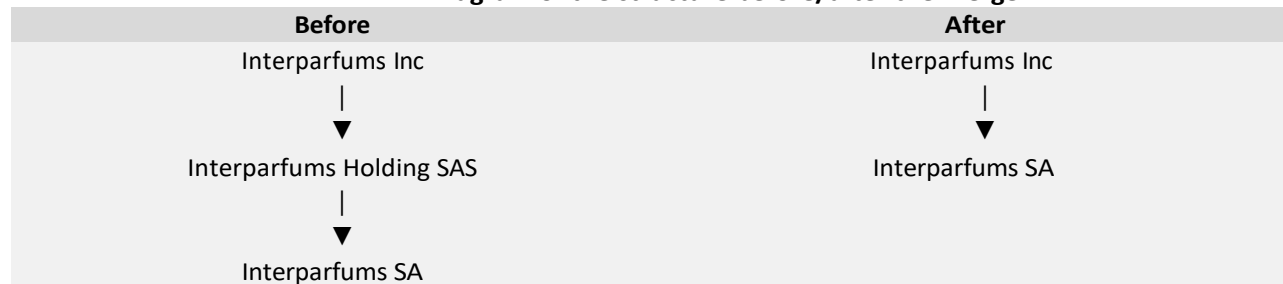 Before After
Interparfums Inc Interparfums Inc
Interparfums Holding SAS Interparfums SA
Interparfums SA